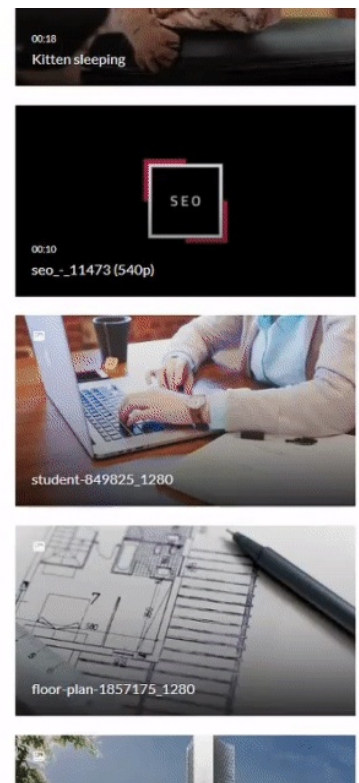 00:18
Kitten sleeping
SEO
00:10
seo_-_11473 (540p)
student-849825_1280
floor-plan-1857175_1280